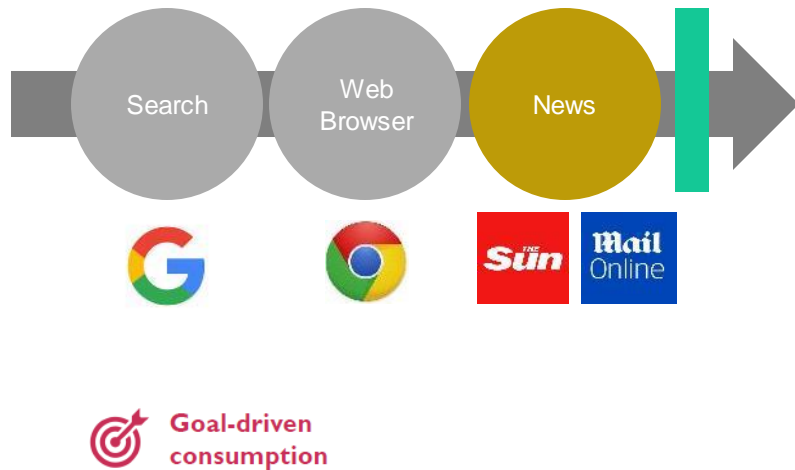 Search
Web
Browser
News
G
THE
Sun
Mail
Online
Goal-driven
consumption